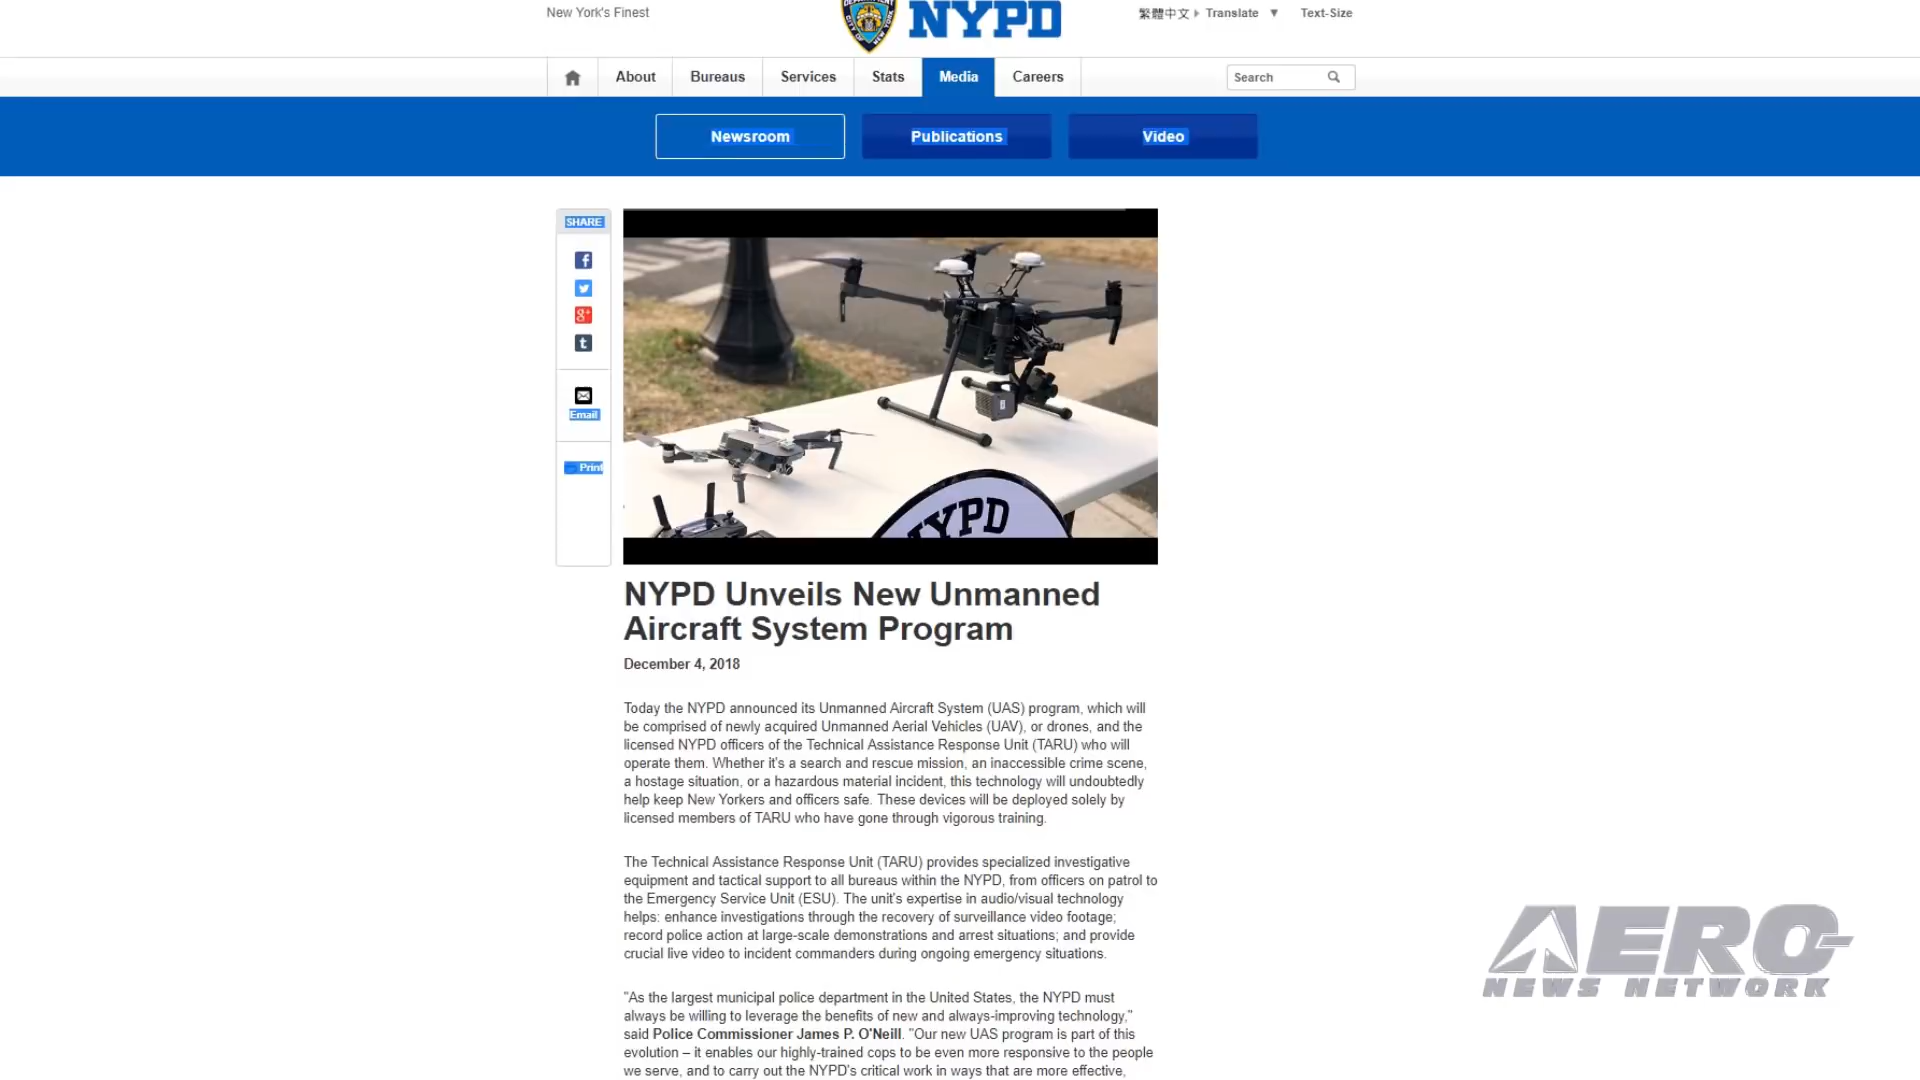 New York's Finest
NYPD
繁體中文
Translate
Text-Size
About
Bureaus
Services
Stats
Media
Careers
Search
Newsroom
Publications
Video
SHARE
Email
Print
NYPD
NYPD Unveils New Unmanned
Aircraft System Program
December 4, 2018
Today the NYPD announced its Unmanned Aircraft System (UAS) program, which will
be comprised of newly acquired Unmanned Aerial Vehicles (UAV), or drones, and the
licensed NYPD officers of the Technical Assistance Response Unit (TARU) who will
operate them. Whether it's a search and rescue mission, an inaccessible crime scene,
a hostage situation, or a hazardous material incident, this technology will undoubtedly
help keep New Yorkers and officers safe. These devices will be deployed solely by
licensed members of TARU who have gone through vigorous training.
The Technical Assistance Response Unit (TARU) provides specialized investigative
equipment and tactical support to all bureaus within the NYPD, from officers on patrol to
the Emergency Service Unit (ESU). The unit's expertise in audio/visual technology
helps: enhance investigations through the recovery of surveillance video footage;
record police action at large-scale demonstrations and arrest situations; and provide
crucial live video to incident commanders during ongoing emergency situations.
"As the largest municipal police department in the United States, the NYPD must
always be willing to leverage the benefits of new and always-improving technology,"
said Police Commissioner James P. O'Neill. "Our new UAS program is part of this
evolution – it enables our highly-trained cops to be even more responsive to the people
we serve, and to carry out the NYPD's critical work in ways that are more effective,
AERO-
NEWS NETWORK